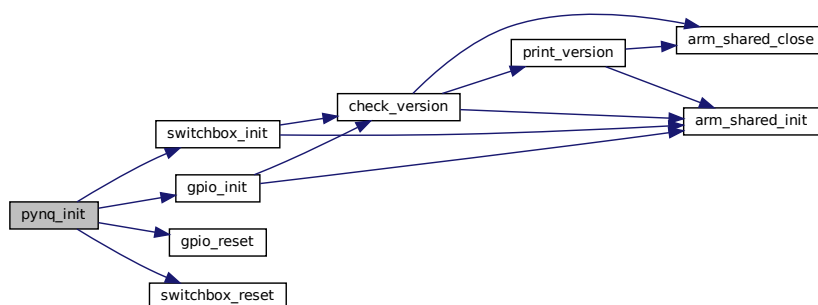 pynq_init
switchbox_init
gpio_init
gpio_reset
switchbox_reset
check_version
print_version
arm_shared_close
arm_shared_init